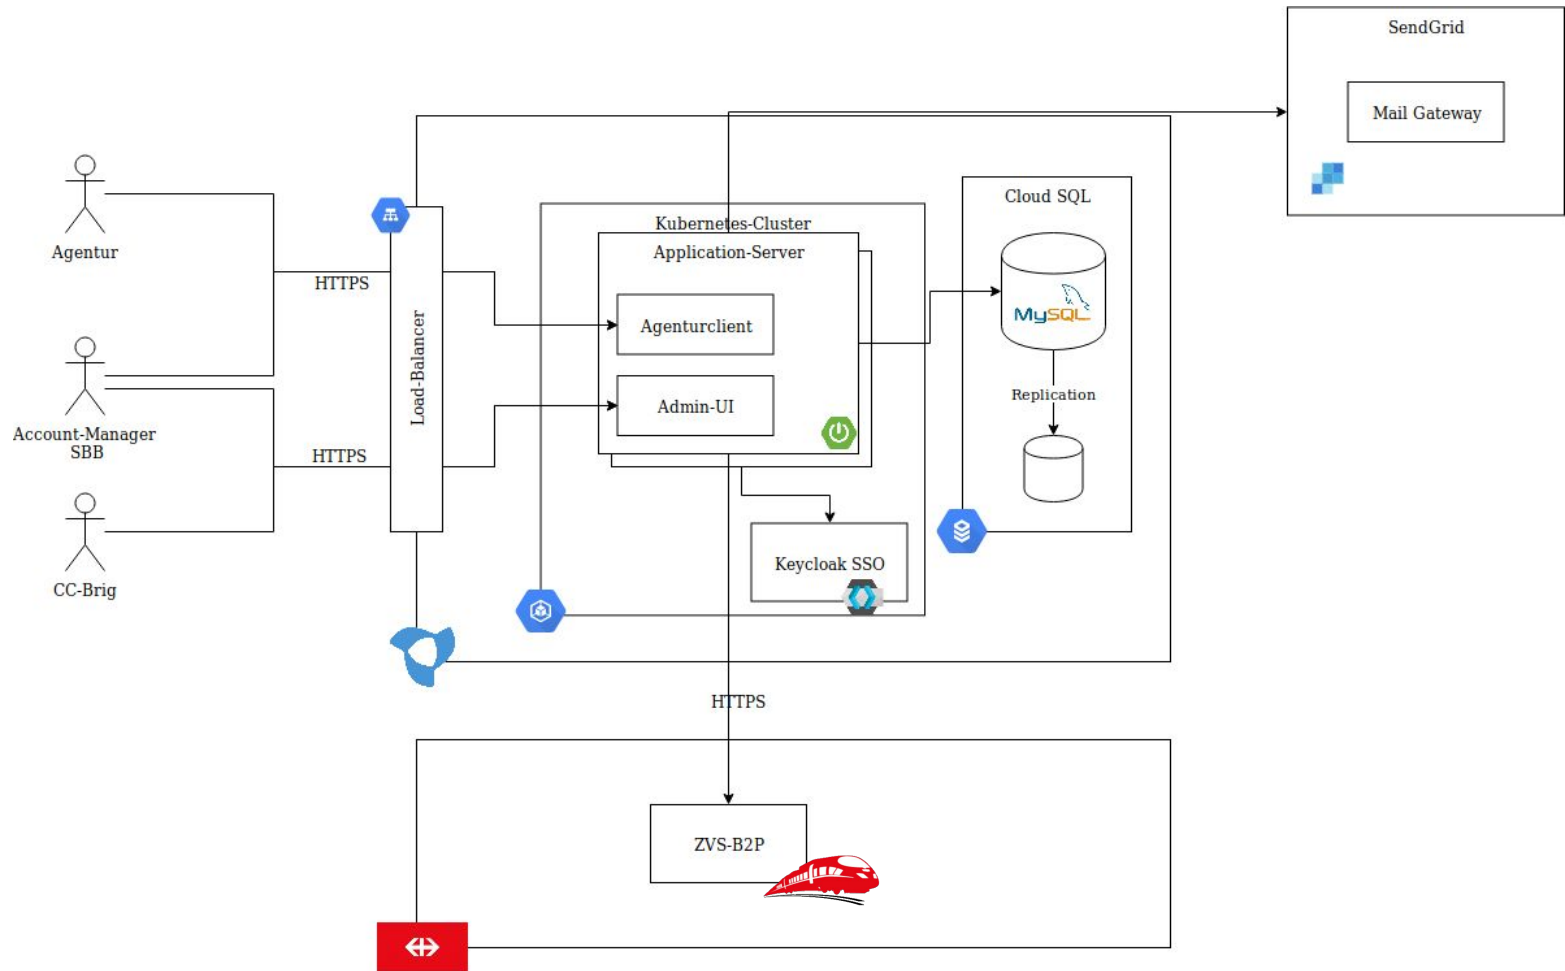 SendGrid
Mail Gateway
Cloud SQL
MySQL
Replication
Kubernetes-Cluster
Application-Server
Agenturclient
Admin-UI
Keycloak SSO
Load-Balancer
Agentur
HTTPS
Account-Manager
SBB
HTTPS
CC-Brig
HTTPS
ZVS-B2P